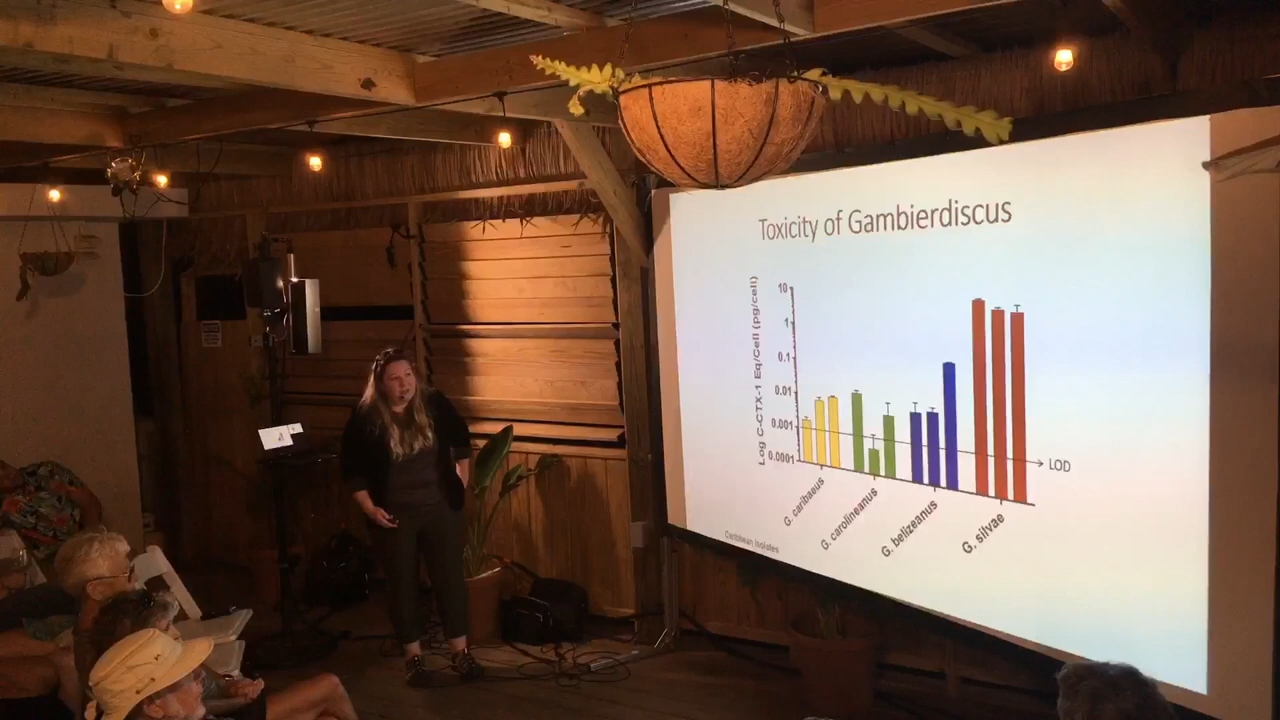 Toxicity of Gambierdiscus
Log C-CTX-1 Eq/Cell (pg/cell)
10
1
0.1
0.01
0.001
0.0001
LOD
G. caribaeus
G. carolineanus
G. belizeanus
G. silvae
Caribbean Isolates